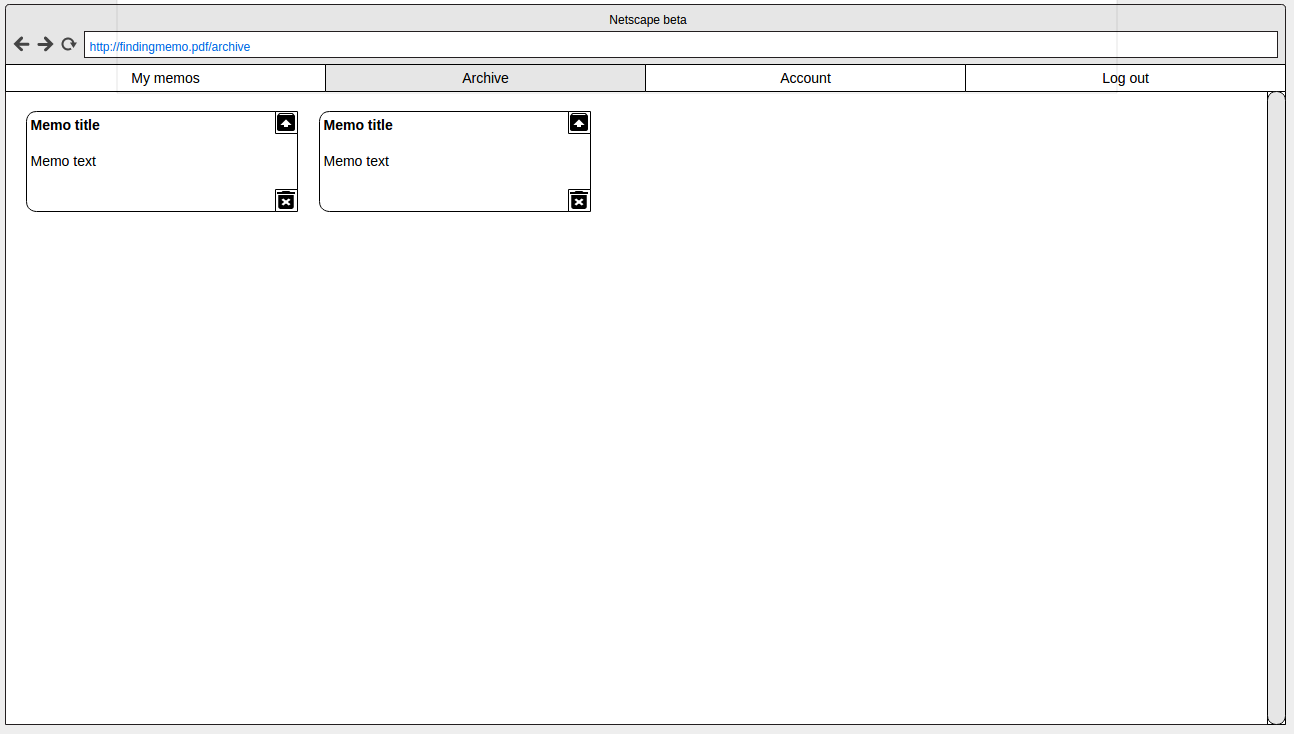 Netscape beta
http://findingmemo.pdf/archive
My memos Archive Account Log out
Memo title Memo title
Memo text Memo text